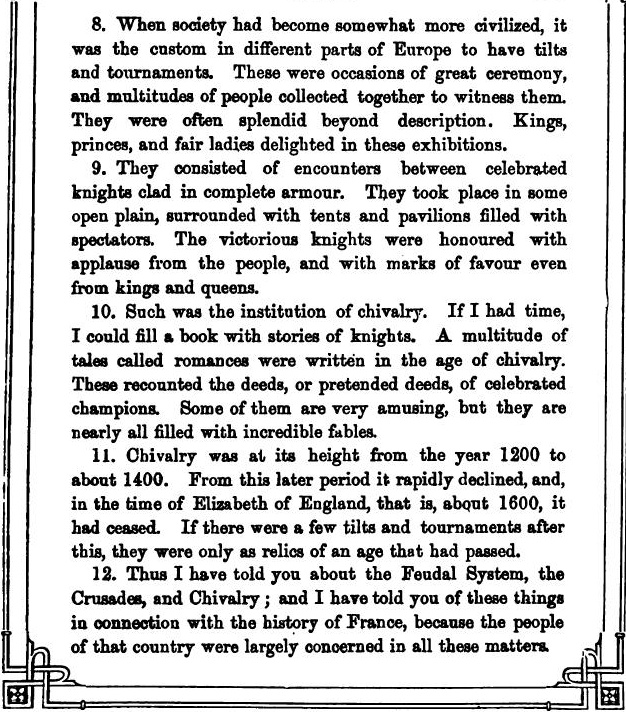 8. When society had become somewhat more civilized, it
was the custom in different parts of Europe to have tilts
and tournaments. These were occasions of great ceremony,
and multitudes of people collected together to witness them.
They were often splendid beyond description. Kings,
princes, and fair ladies delighted in these exhibitions.
9. They consisted of encounters between celebrated
knights clad in complete armour. They took place in some
open plain, surrounded with tents and pavilions filled with
spectators. The victorious knights were honoured with
applause from the people, and with marks of favour even
from kings and queens.
10. Such was the institution of chivalry. If I had time,
I could fill a book with stories of knights. A multitude of
tales called romances were written in the age of chivalry.
These recounted the deeds, or pretended deeds, of celebrated
champions. Some of them are very amusing, but they are
nearly all filled with incredible fables.
11. Chivalry was at its height from the year 1200 to
about 1400. From this later period it rapidly declined, and,
in the time of Elizabeth of England, that is, about 1600, it
had ceased. If there were a few tilts and tournaments after
this, they were only as relics of an age that had passed.
12. Thus I have told you about the Feudal System, the
Crusades, and Chivalry; and I have told you of these things
in connection with the history of France, because the people
of that country were largely concerned in all these matters.